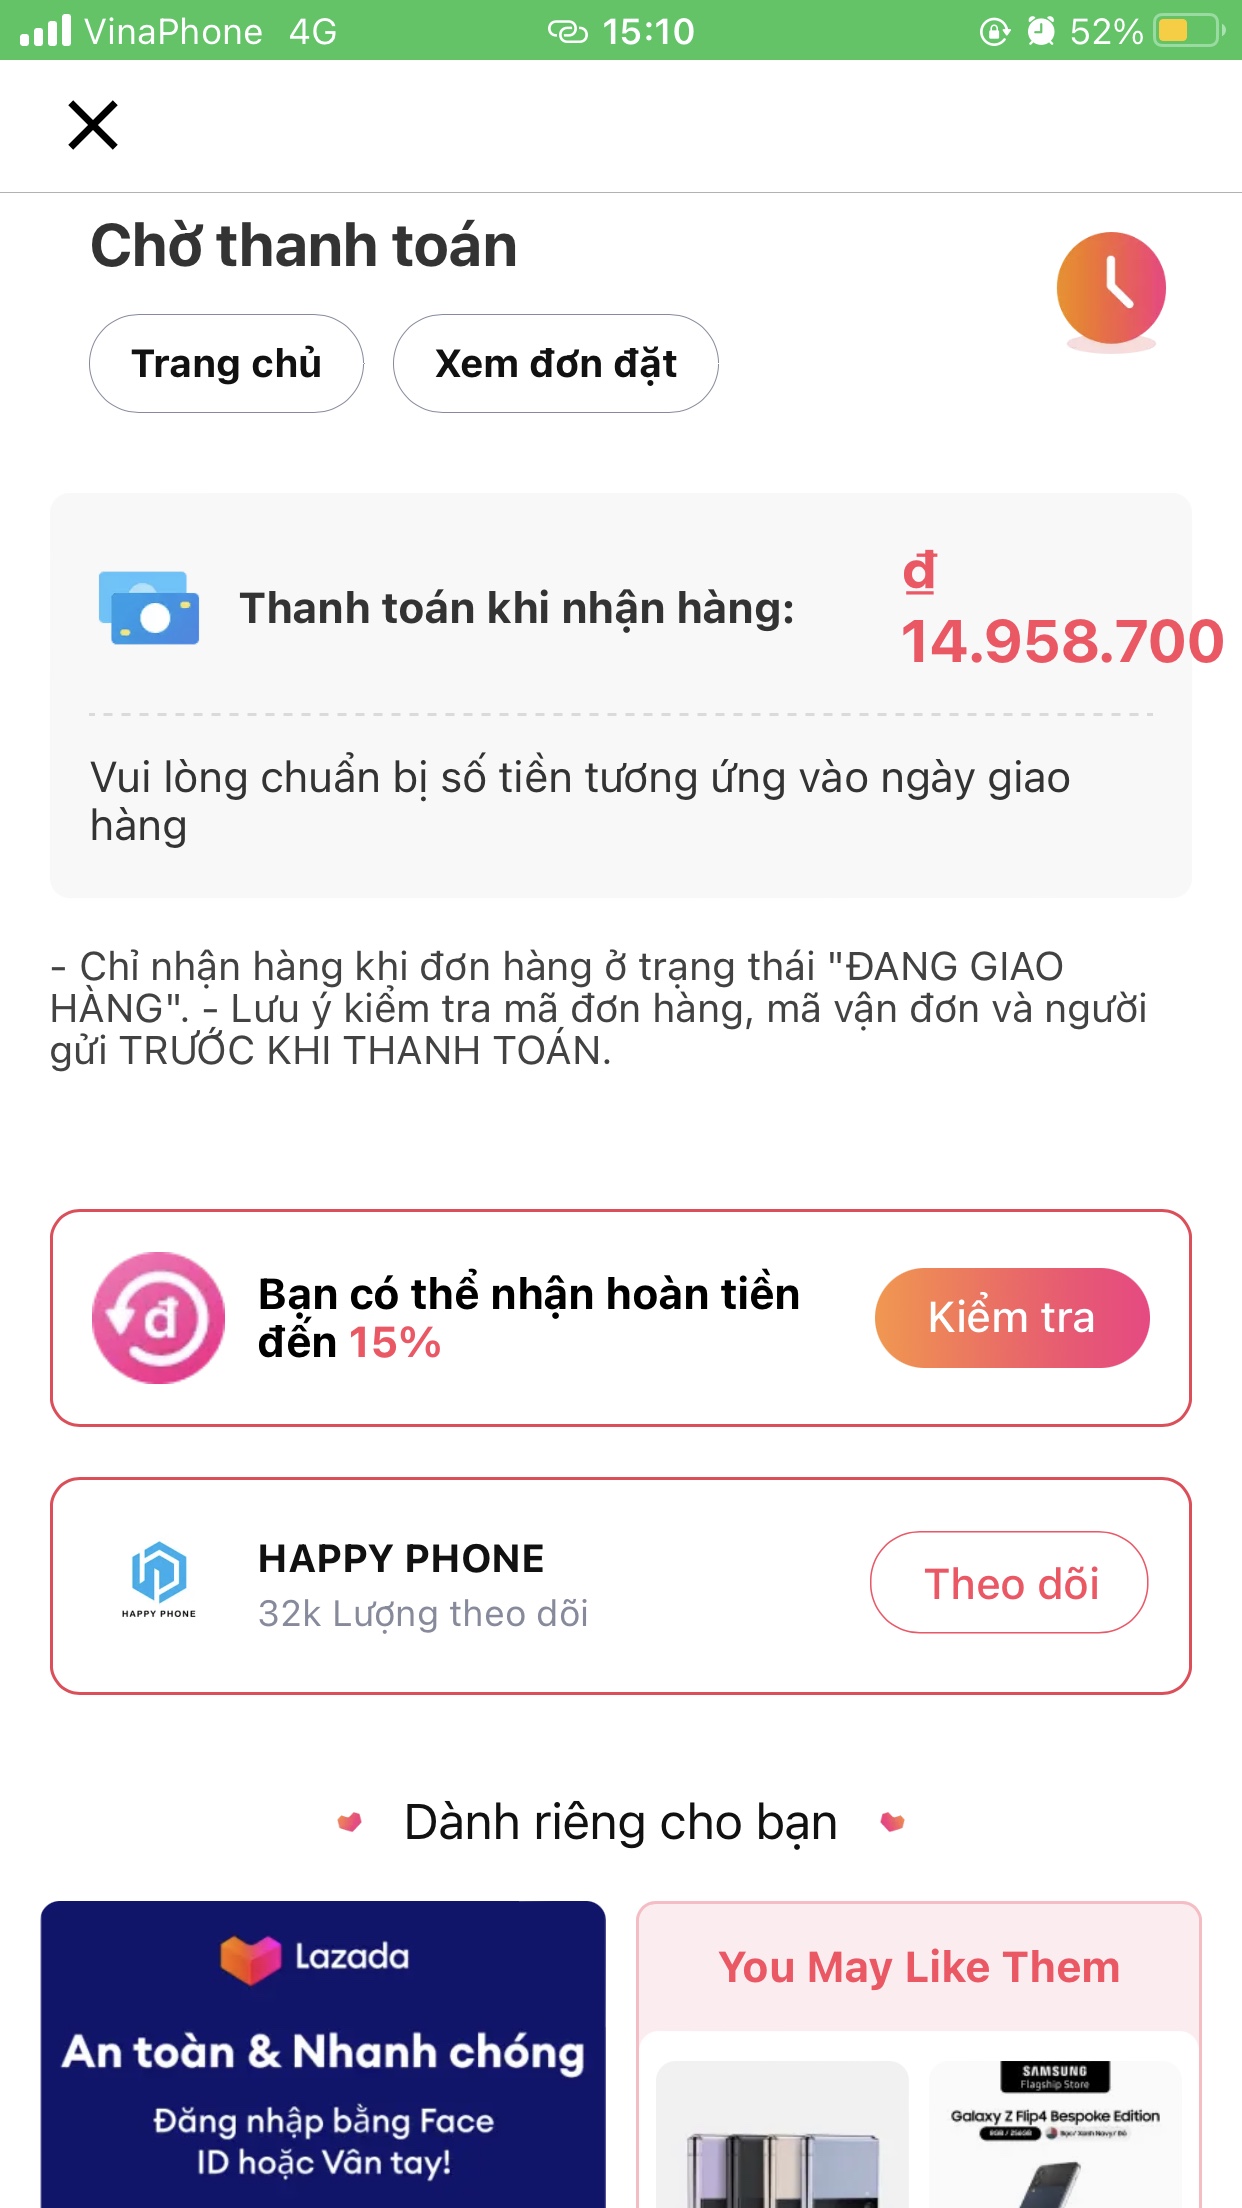 VinaPhone 4G 15:10 52%
Chờ thanh toán
Trang chủ Xem đơn đặt
Thanh toán khi nhận hàng:
₫
14.958.700
Vui lòng chuẩn bị số tiền tương ứng vào ngày giao
hàng
- Chỉ nhận hàng khi đơn hàng ở trạng thái "ĐANG GIAO
HÀNG". - Lưu ý kiểm tra mã đơn hàng, mã vận đơn và người
gửi TRƯỚC KHI THANH TOÁN.
đ
Bạn có thể nhận hoàn tiền
đến 15%
Kiểm tra
HAPPY PHONE
HAPPY PHONE
32k Lượng theo dõi
Theo dõi
Dành riêng cho bạn
Lazada
An toàn & Nhanh chóng
Đăng nhập bằng Face
ID hoặc Vân tay!
You May Like Them
SAMSUNG
Flagship Store
Galaxy Z Flip4 Bespoke Edition
8GB / 256GB